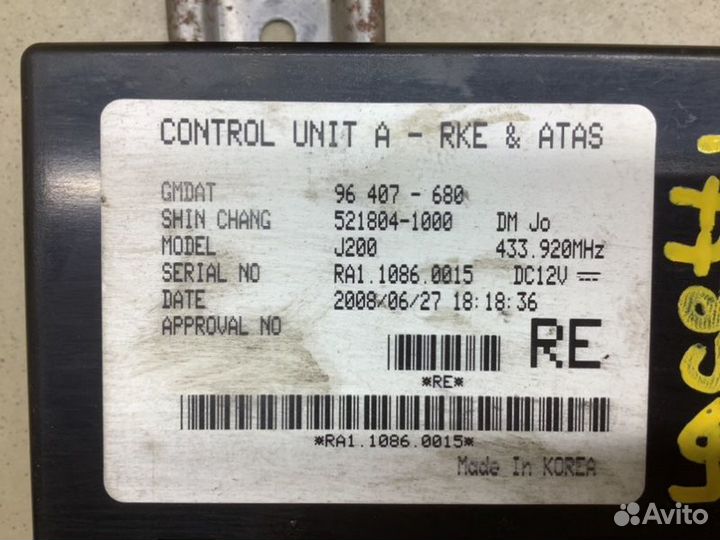 CONTROL UNIT A - RKE & ATAS
GMDAT 96 407 - 680
SHIN CHANG 521804-1000 DM Jo
MODEL J200 433.920MHz
SERIAL NO RA1.1086.0015 DC12V
DATE 2008/06/27 18:18:36
APPROVAL NO
RE
*RE*
*RA1.1086.0015*
Made In KOREA
Avito